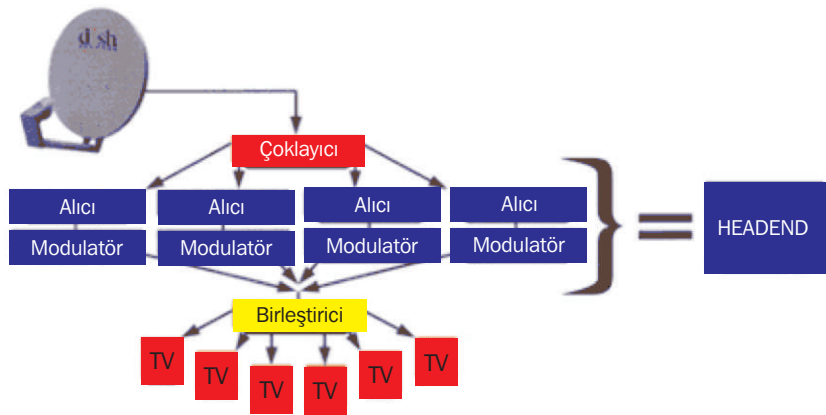 dish
Çoklayıcı
Alıcı Alıcı Alıcı Alıcı
Modulatör Modulatör Modulatör Modulatör
HEADEND
Birleştirici
TV TV TV TV TV TV